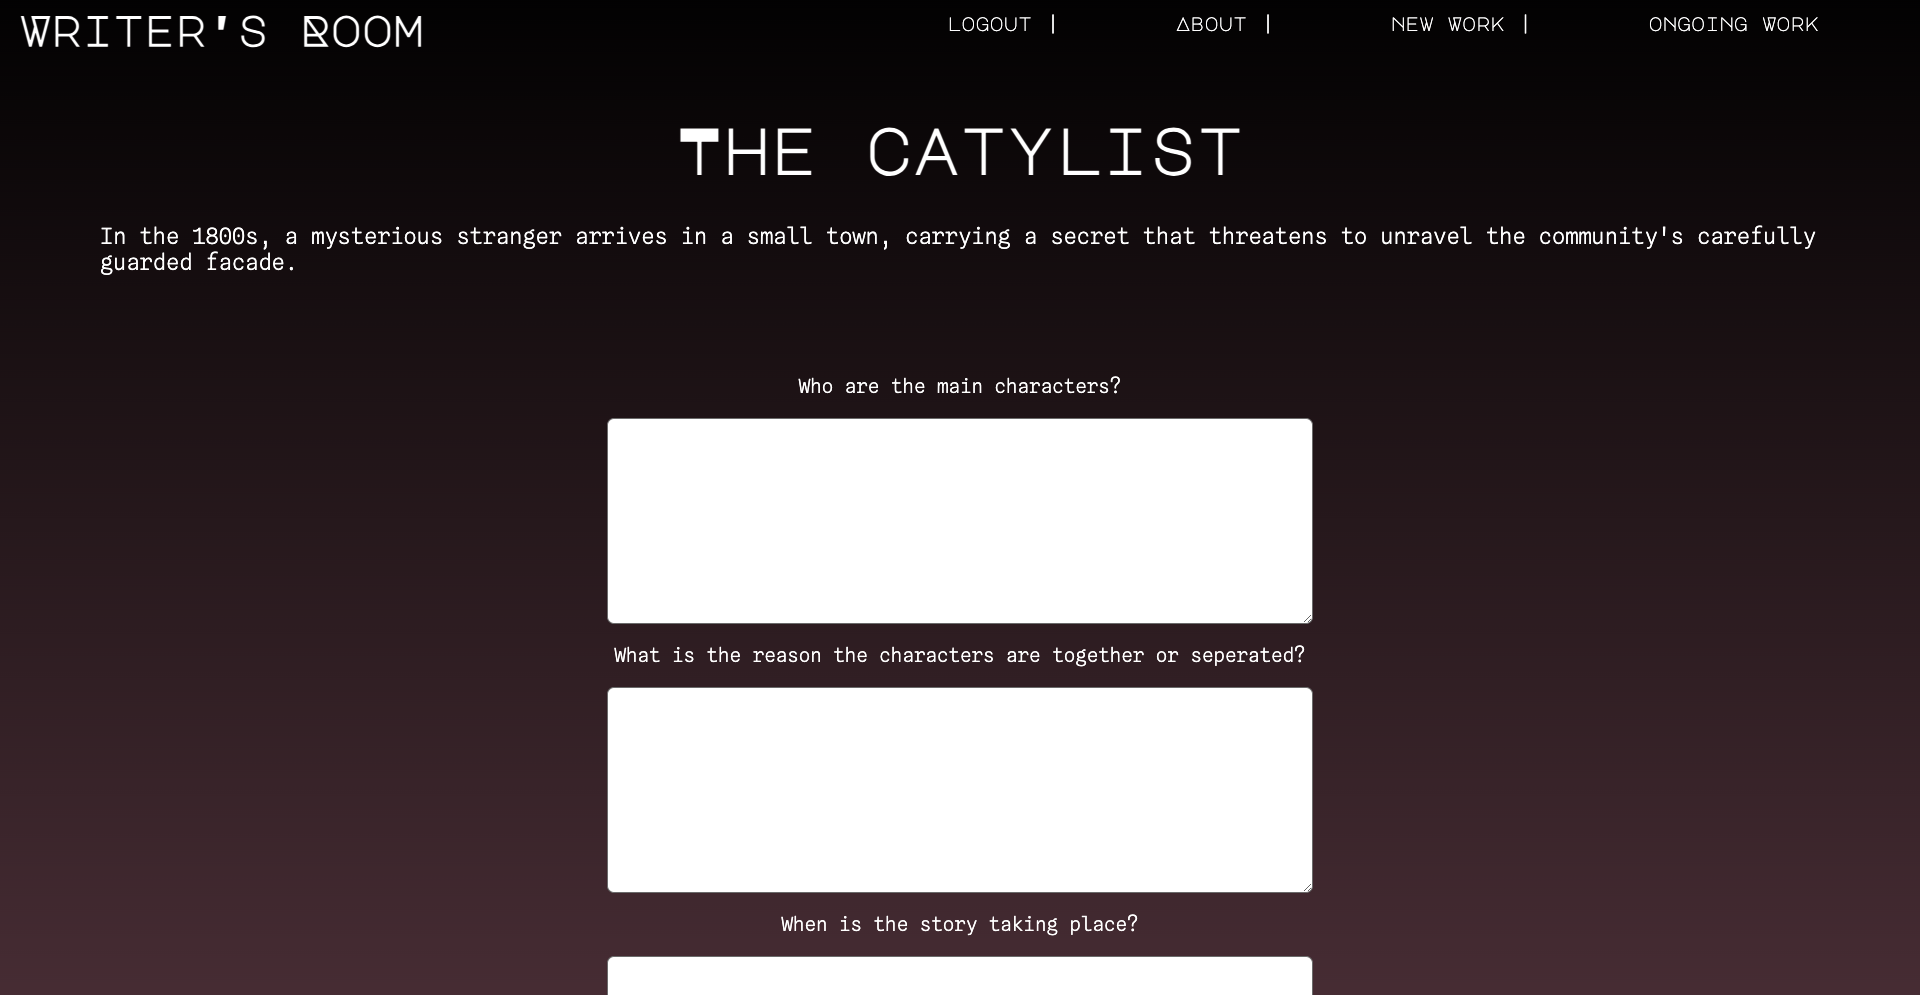 WRITER'S ROOM
LOGOUT |
ABOUT |
NEW WORK |
ONGOING WORK
THE CATYLIST
In the 1800s, a mysterious stranger arrives in a small town, carrying a secret that threatens to unravel the community's carefully
guarded facade.
Who are the main characters?
What is the reason the characters are together or seperated?
When is the story taking place?